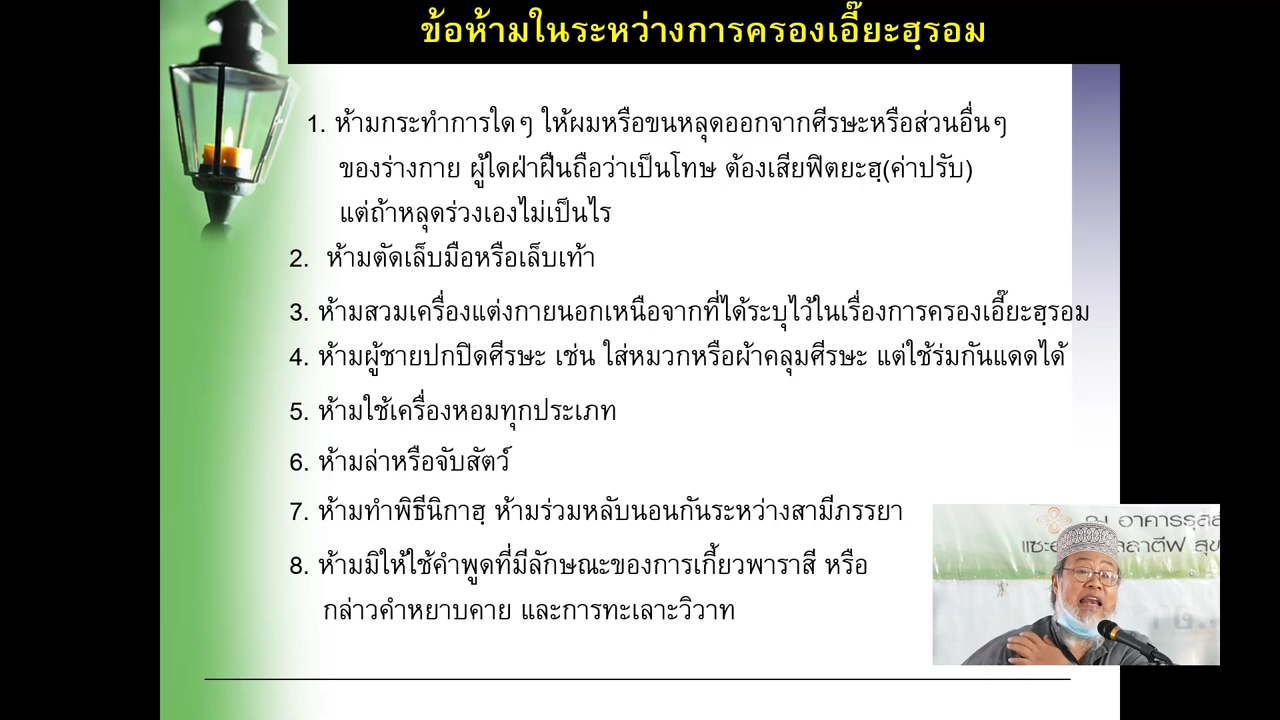 ข้อห้ามในระหว่างการครองเอี๊ยะฮฺรอม
1. ห้ามกระทำการใดๆ ให้ผมหรือขนหลุดออกจากศีรษะหรือส่วนอื่นๆ
ของร่างกาย ผู้ใดฝ่าฝืนถือว่าเป็นโทษ ต้องเสียฟิตยะฮฺ(ค่าปรับ)
แต่ถ้าหลุดร่วงเองไม่เป็นไร
2. ห้ามตัดเล็บมือหรือเล็บเท้า
3. ห้ามสวมเครื่องแต่งกายนอกเหนือจากที่ได้ระบุไว้ในเรื่องการครองเอี๊ยะฮฺรอม
4. ห้ามผู้ชายปกปิดศีรษะ เช่น ใส่หมวกหรือผ้าคลุมศีรษะ แต่ใช้ร่มกันแดดได้
5. ห้ามใช้เครื่องหอมทุกประเภท
6. ห้ามล่าหรือจับสัตว์
7. ห้ามทำพิธีนิกาฮฺ ห้ามร่วมหลับนอนกันระหว่างสามีภรรยา
8. ห้ามมิให้ใช้คำพูดที่มีลักษณะของการเกี้ยวพาราสี หรือ
กล่าวคำหยาบคาย และการทะเลาะวิวาท
ณ อาคาร